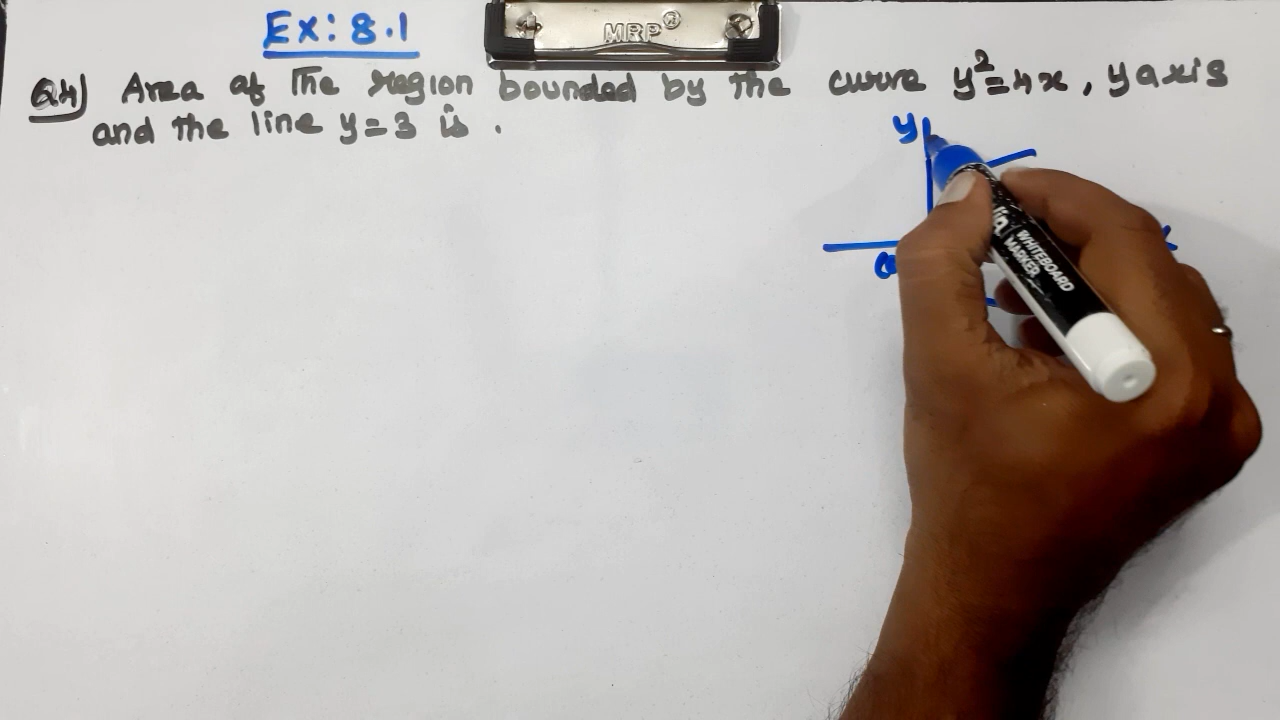 Ex: 8.1
MRP®
Q4) Area of The region bounded by the curve y²=4x, y axis
and the line y=3 is .
y
WHITEBOARD
MARKER